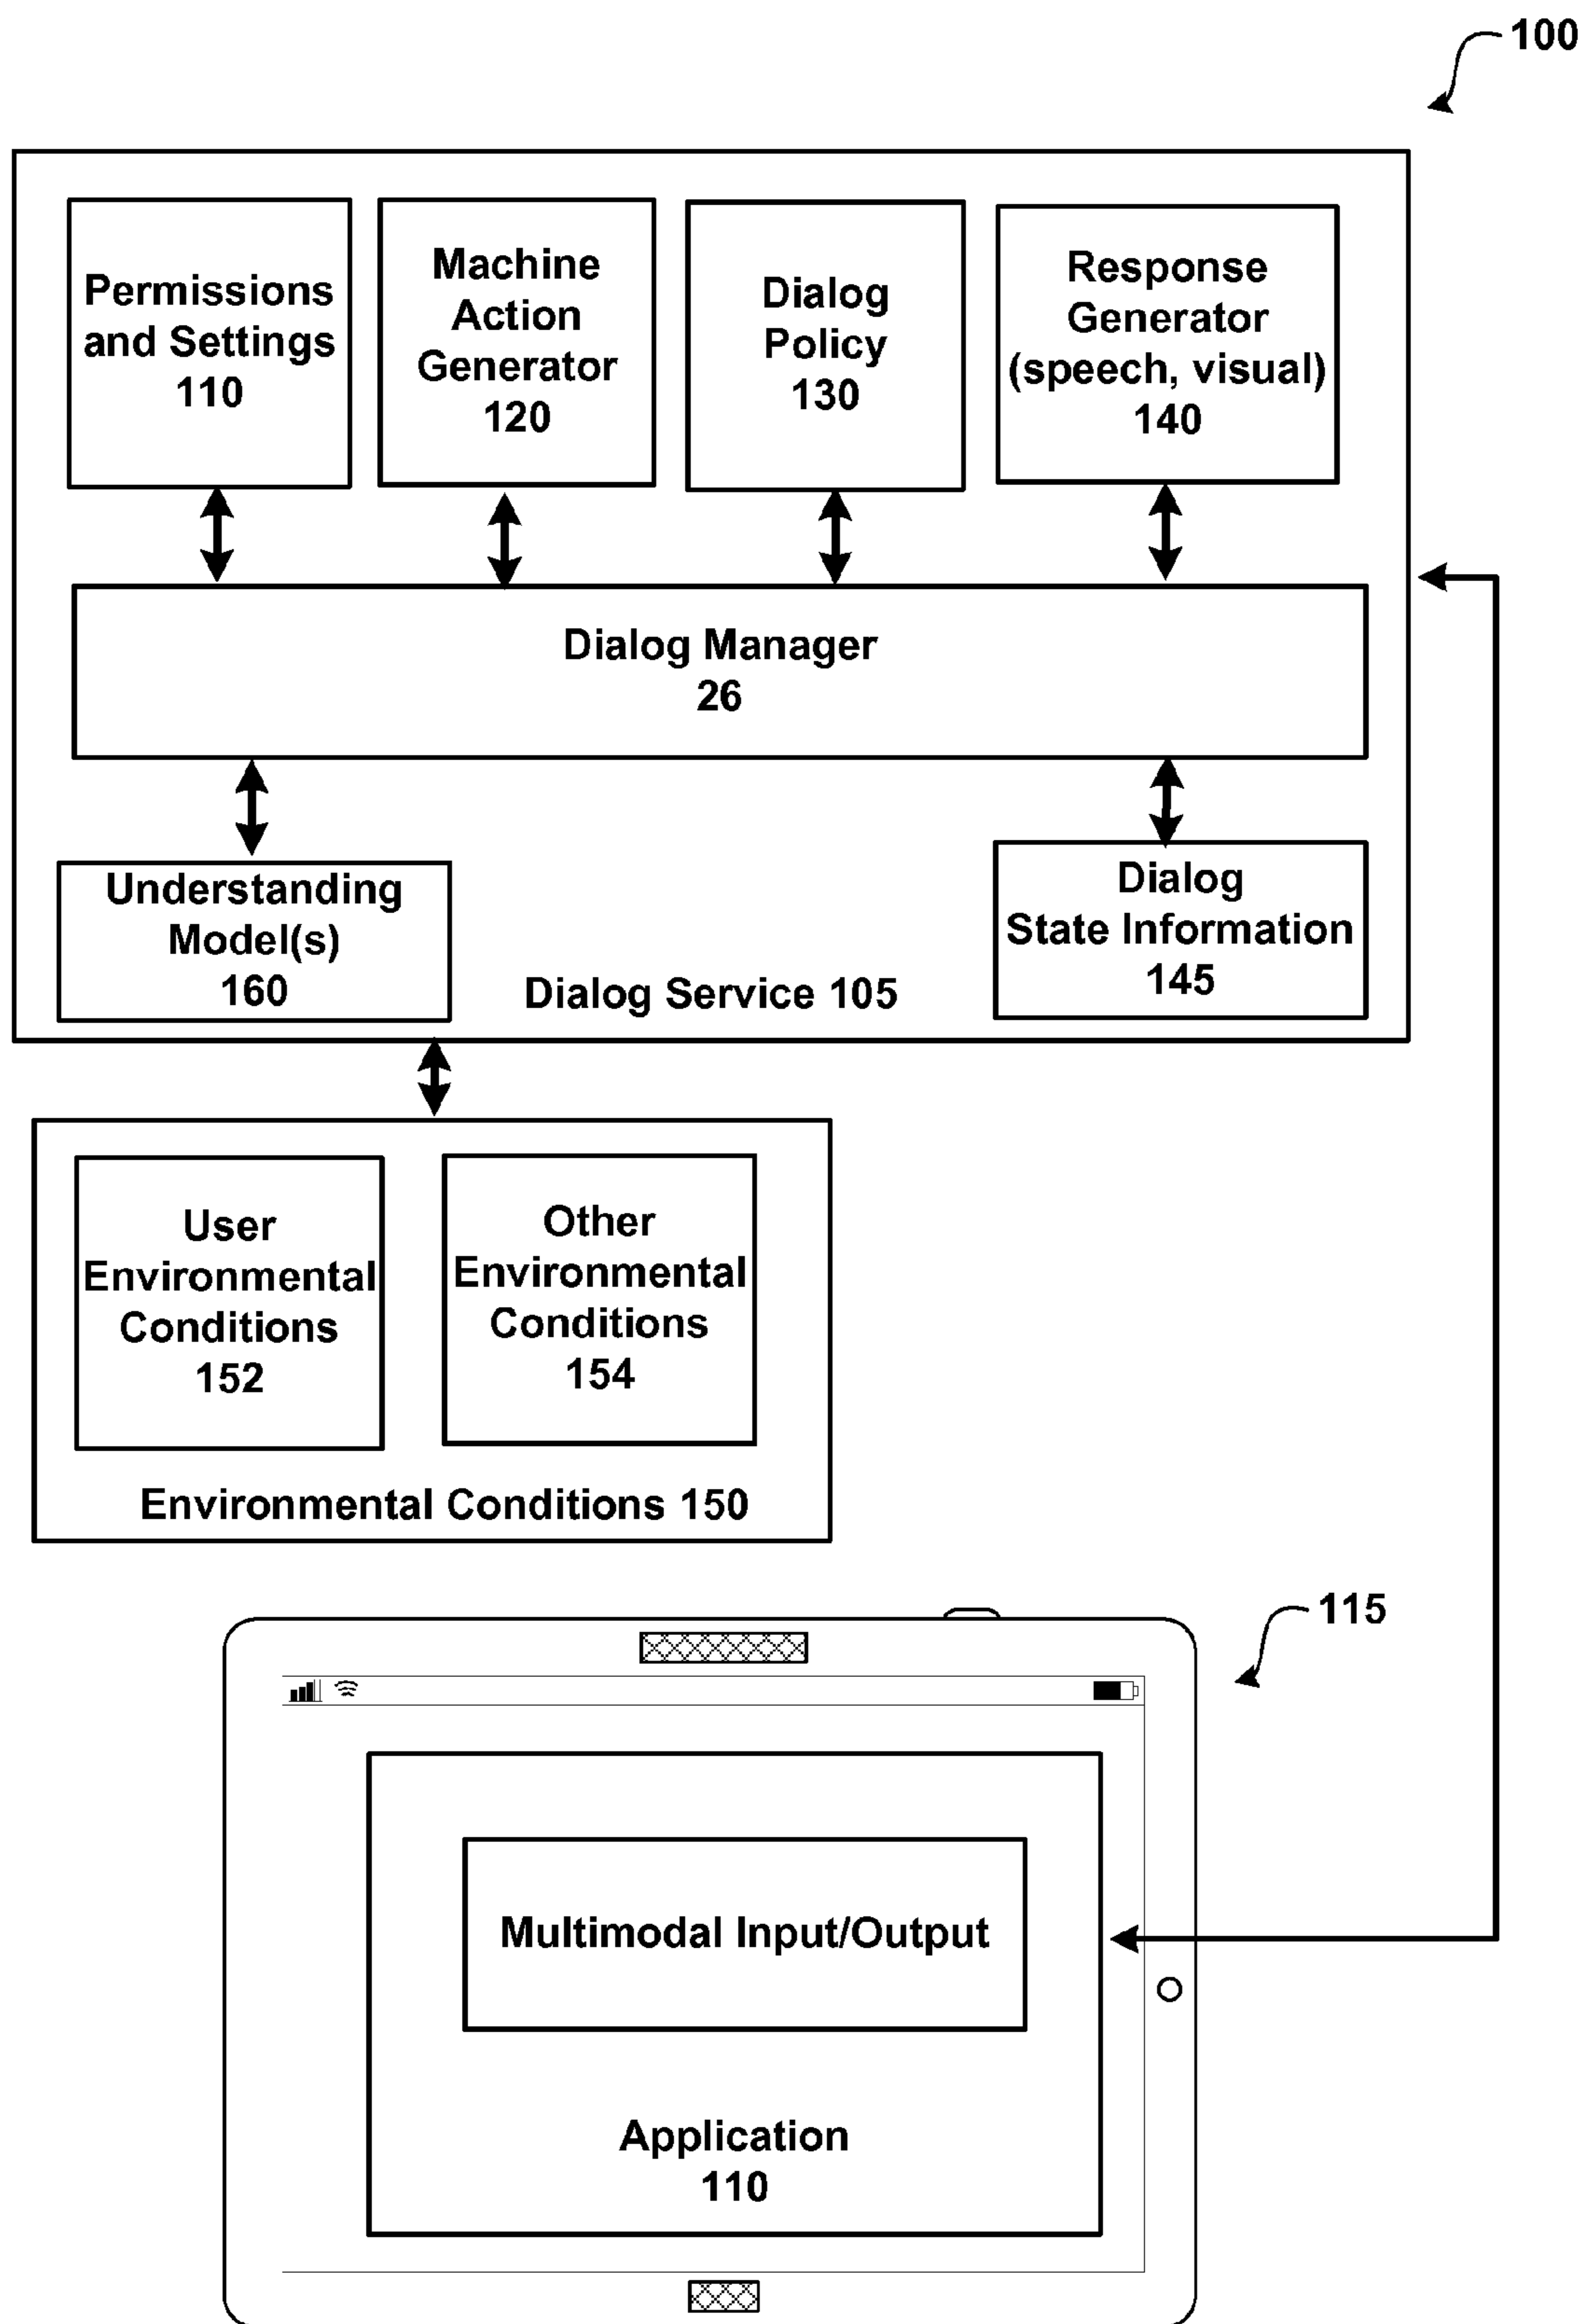 100
Permissions
and Settings
110
Machine
Action
Generator
120
Dialog
Policy
130
Response
Generator
(speech, visual)
140
Dialog Manager
26
Understanding
Model(s)
160
Dialog Service 105
Dialog
State Information
145
User
Environmental
Conditions
152
Other
Environmental
Conditions
154
Environmental Conditions 150
115
Multimodal Input/Output
Application
110